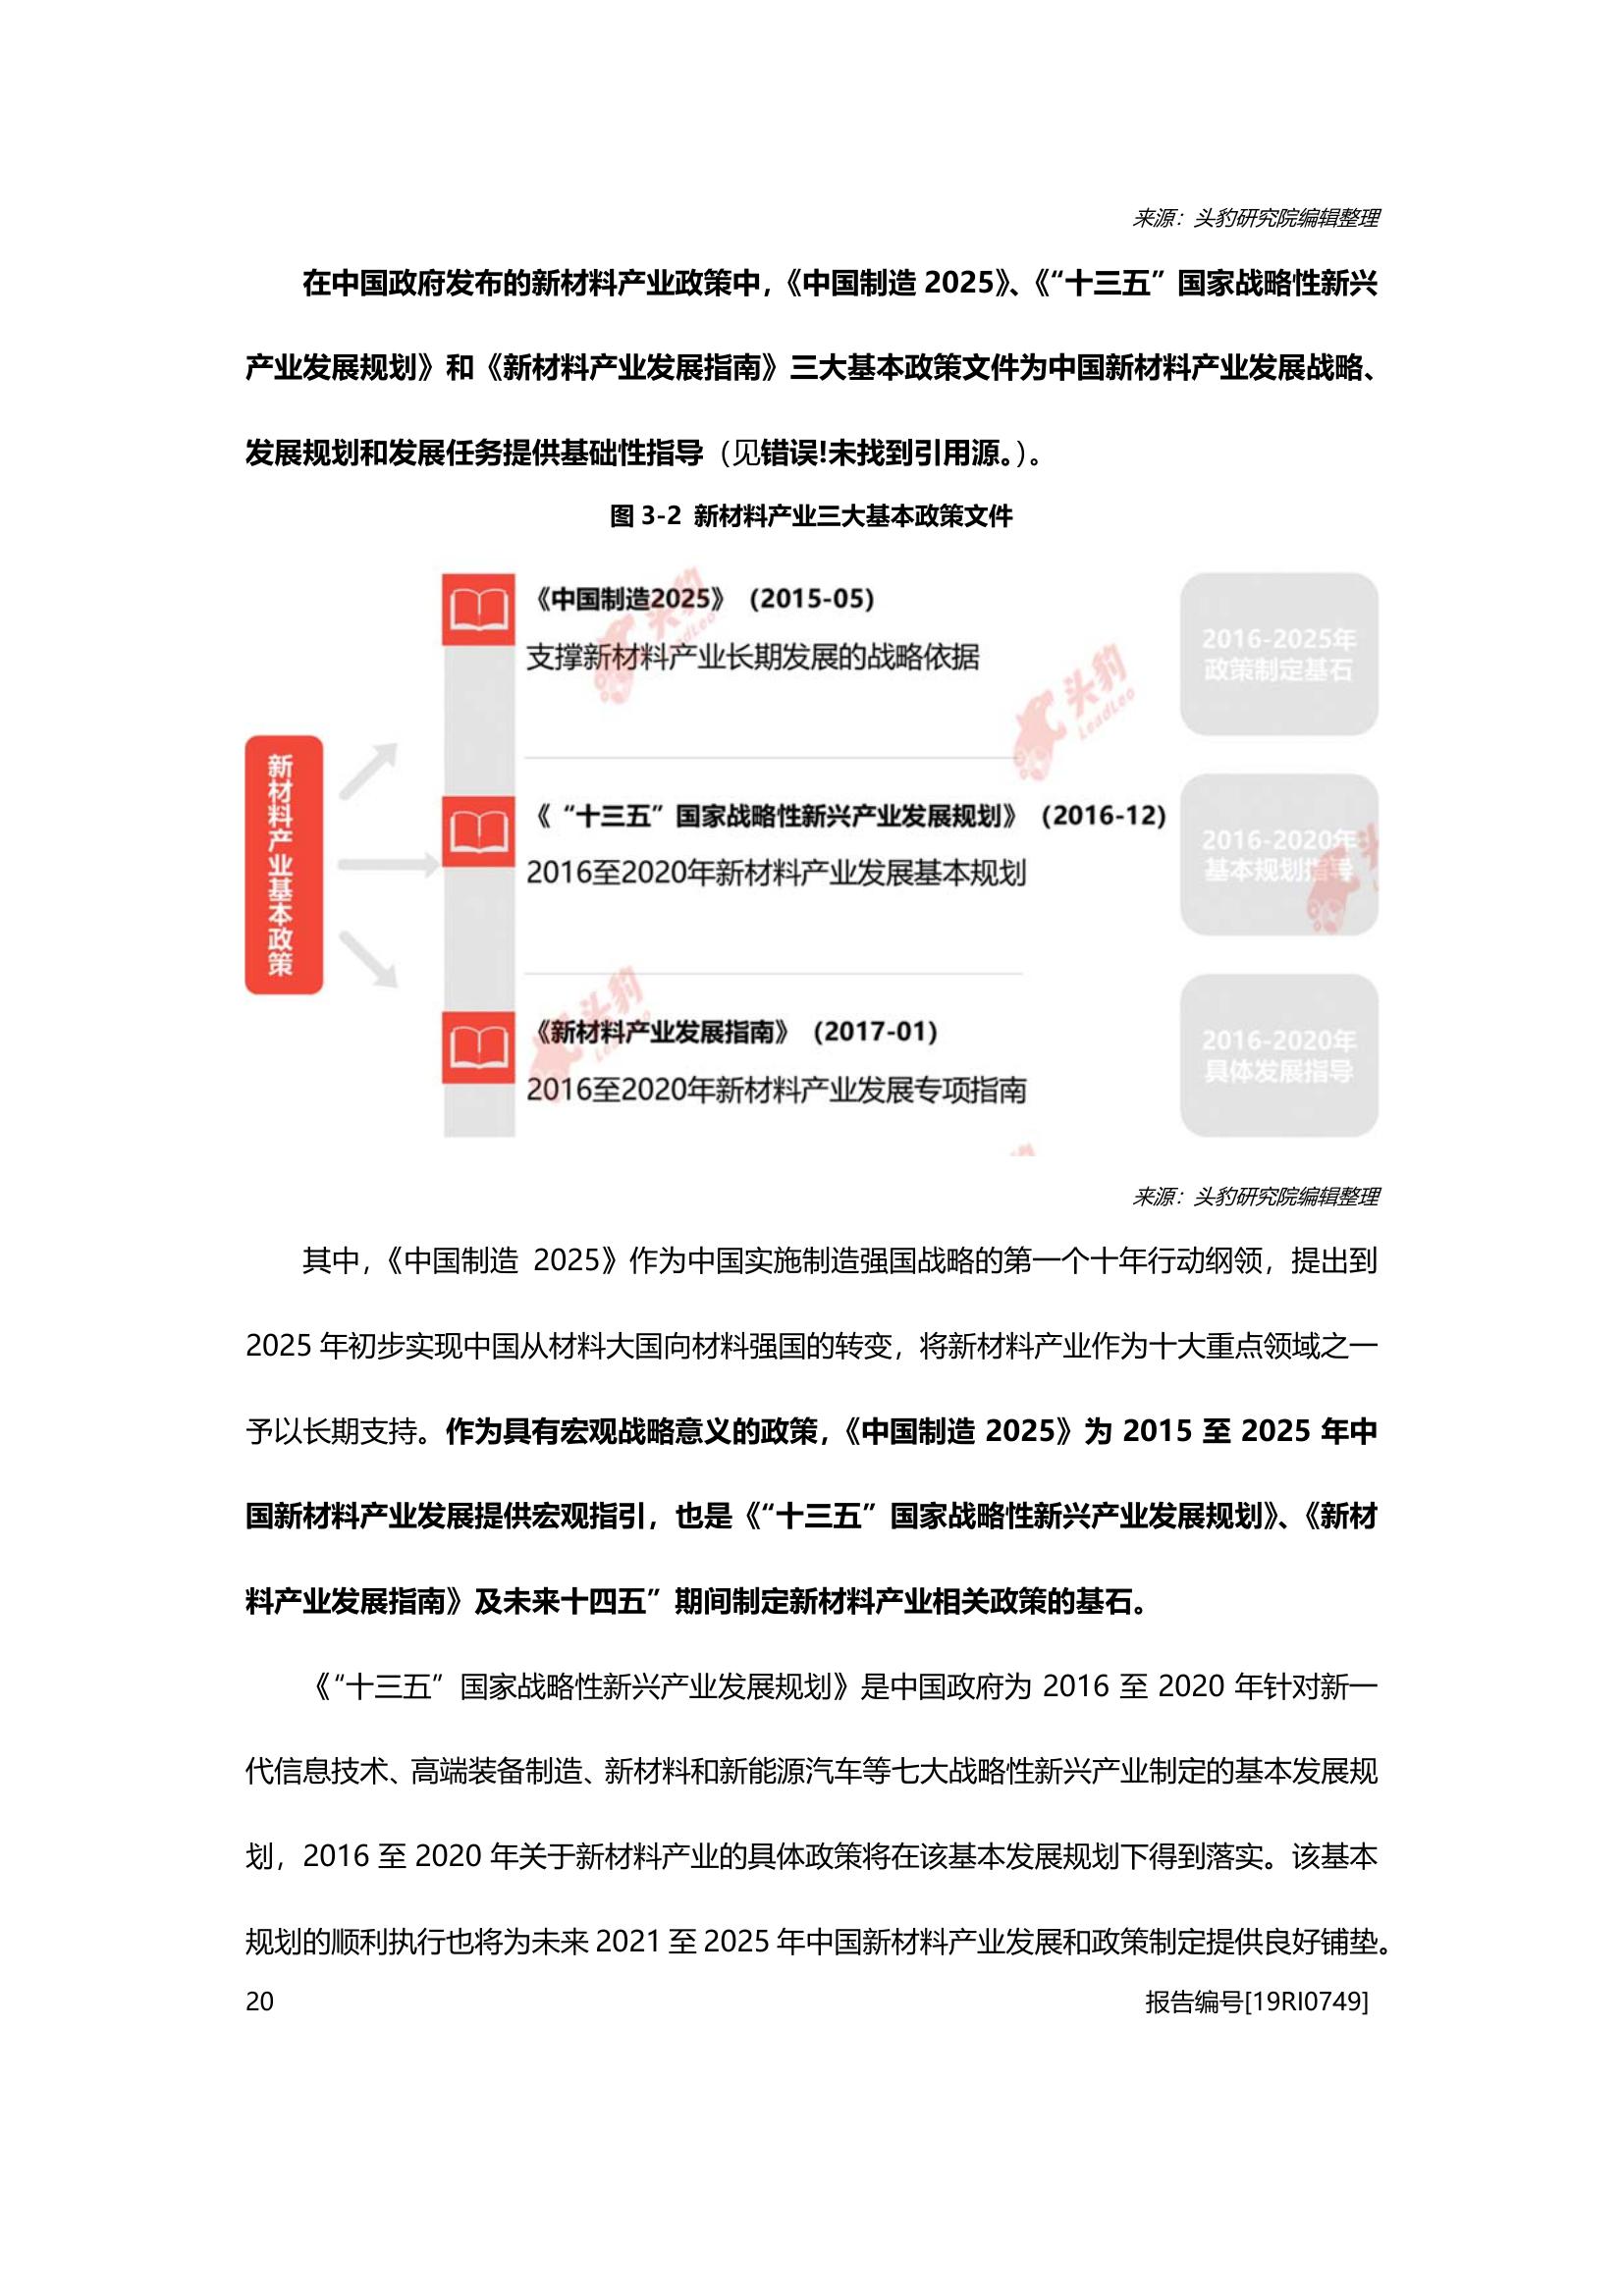 来源：头豹研究院编辑整理
在中国政府发布的新材料产业政策中，《中国制造 2025》、《“十三五”国家战略性新兴
产业发展规划》和《新材料产业发展指南》三大基本政策文件为中国新材料产业发展战略、
发展规划和发展任务提供基础性指导（见错误!未找到引用源。）。
图 3-2 新材料产业三大基本政策文件
新材料产业基本政策
《中国制造2025》（2015-05）
支撑新材料产业长期发展的战略依据
2016-2025年
政策制定基石
《“十三五”国家战略性新兴产业发展规划》（2016-12）
2016至2020年新材料产业发展基本规划
2016-2020年
基本规划指导
《新材料产业发展指南》（2017-01）
2016至2020年新材料产业发展专项指南
2016-2020年
具体发展指导
头豹
LeadLeo
头豹
LeadLeo
头豹
LeadLeo
来源：头豹研究院编辑整理
其中，《中国制造 2025》作为中国实施制造强国战略的第一个十年行动纲领，提出到
2025 年初步实现中国从材料大国向材料强国的转变，将新材料产业作为十大重点领域之一
予以长期支持。作为具有宏观战略意义的政策，《中国制造 2025》为 2015 至 2025 年中
国新材料产业发展提供宏观指引，也是《“十三五”国家战略性新兴产业发展规划》、《新材
料产业发展指南》及未来十四五”期间制定新材料产业相关政策的基石。
《“十三五”国家战略性新兴产业发展规划》是中国政府为 2016 至 2020 年针对新一
代信息技术、高端装备制造、新材料和新能源汽车等七大战略性新兴产业制定的基本发展规
划，2016 至 2020 年关于新材料产业的具体政策将在该基本发展规划下得到落实。该基本
规划的顺利执行也将为未来 2021 至 2025 年中国新材料产业发展和政策制定提供良好铺垫。
20
报告编号[19RI0749]